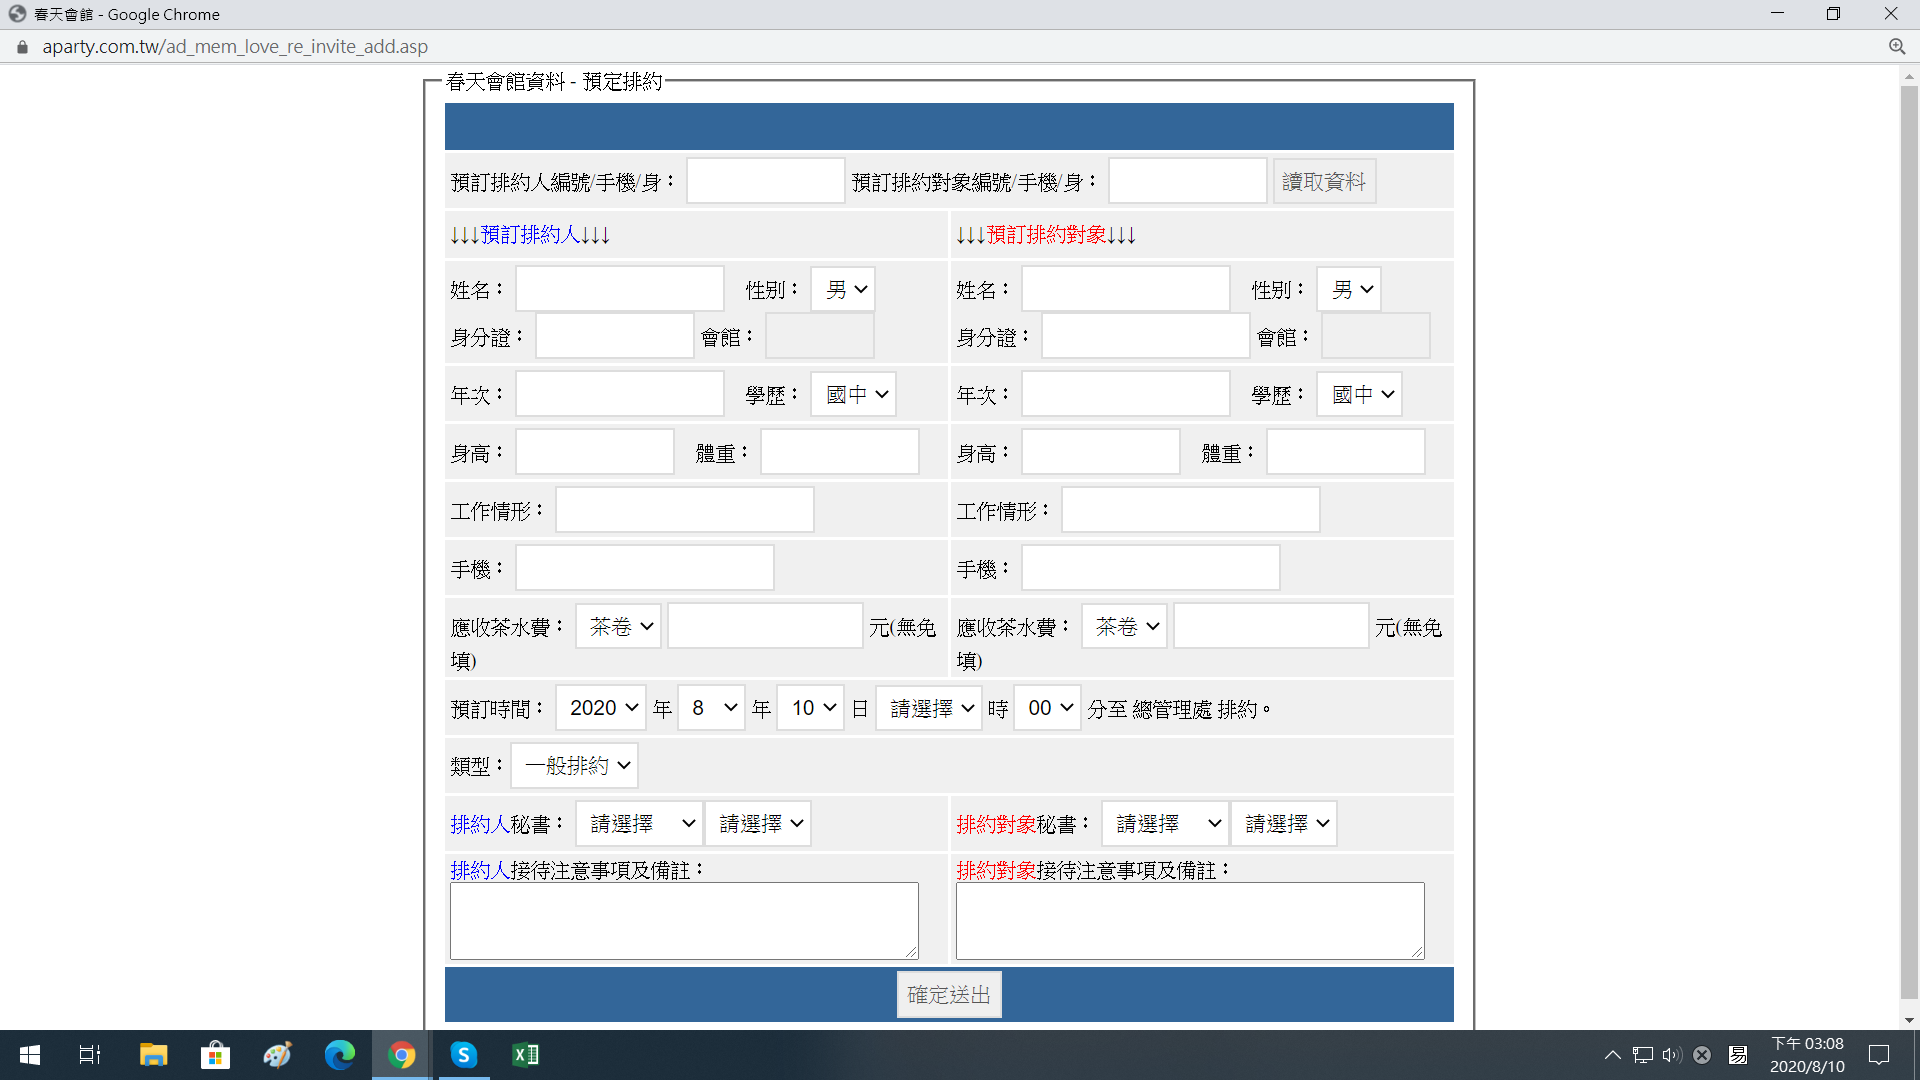 春天會館 - Google Chrome
aparty.com.tw/ad_mem_love_re_invite_add.asp
春天會館資料 - 預定排約
預訂排約人編號/手機/身： 預訂排約對象編號/手機/身： 讀取資料
↓↓↓預訂排約人↓↓↓ ↓↓↓預訂排約對象↓↓↓
姓名： 性別： 男 姓名： 性別： 男
身分證： 會館： 身分證： 會館：
年次： 學歷： 國中 年次： 學歷： 國中
身高： 體重： 身高： 體重：
工作情形： 工作情形：
手機： 手機：
應收茶水費： 茶卷 元(無免 應收茶水費： 茶卷 元(無免
填) 填)
預訂時間： 2020 年 8 年 10 日 請選擇 時 00 分至 總管理處 排約。
類型： 一般排約
排約人秘書： 請選擇 請選擇 排約對象秘書： 請選擇 請選擇
排約人接待注意事項及備註： 排約對象接待注意事項及備註：
確定送出
下午 03:08
2020/8/10
易